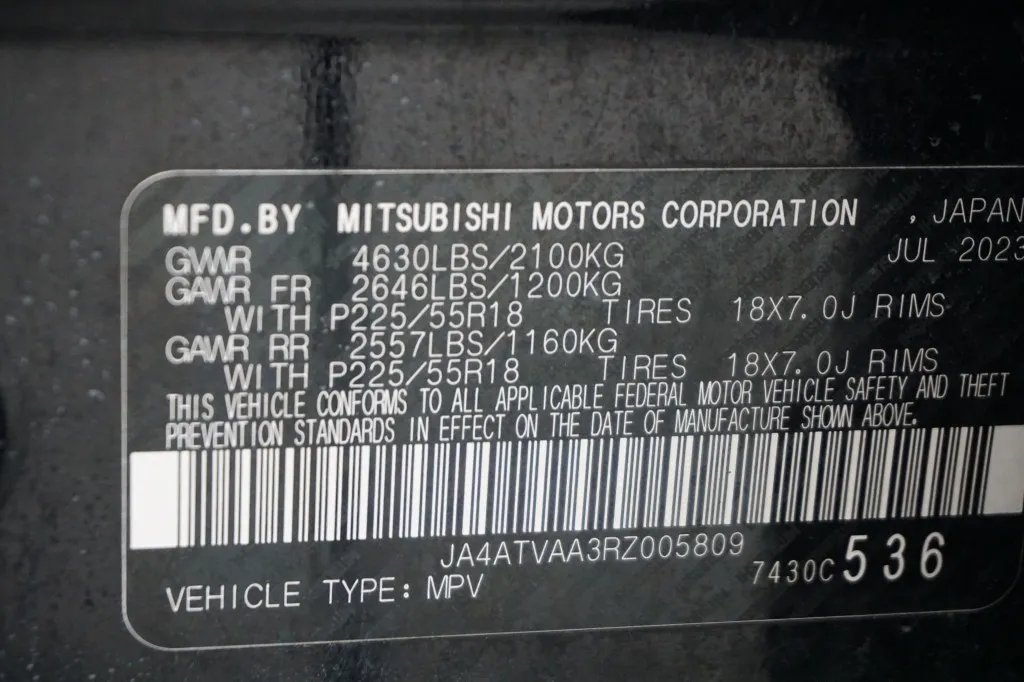 MFD.BY MITSUBISHI MOTORS CORPORATION , JAPAN
JUL 2023
GVWR 4630LBS/2100KG
GAWR FR 2646LBS/1200KG
WITH P225/55R18 TIRES 18X7.0J RIMS
GAWR RR 2557LBS/1160KG
WITH P225/55R18 TIRES 18X7.0J RIMS
THIS VEHICLE CONFORMS TO ALL APPLICABLE FEDERAL MOTOR VEHICLE SAFETY AND THEFT
PREVENTION STANDARDS IN EFFECT ON THE DATE OF MANUFACTURE SHOWN ABOVE.
JA4ATVAA3RZ005809
7430C 536
VEHICLE TYPE: MPV